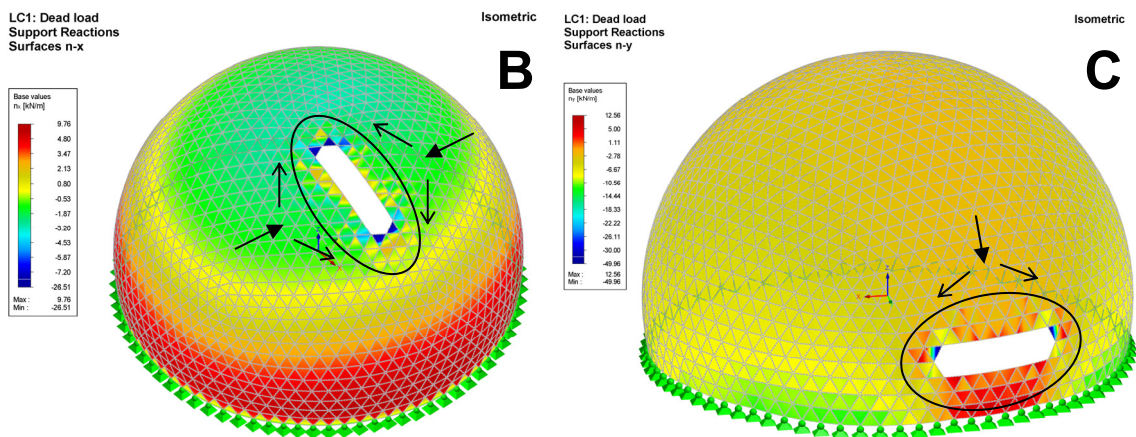 LC1: Dead load
Support Reactions
Surfaces n-x
Isometric
B
Base values
nx [kN/m]
9.76
4.80
3.47
2.13
0.80
-0.53
-1.87
-3.20
-4.53
-5.87
-7.20
-26.51
Max : 9.76
Min : -26.51
z
x
LC1: Dead load
Support Reactions
Surfaces n-y
Isometric
C
Base values
ny [kN/m]
12.56
5.00
1.11
-2.78
-6.67
-10.56
-14.44
-18.33
-22.22
-26.11
-30.00
-49.96
Max : 12.56
Min : -49.96
z
x